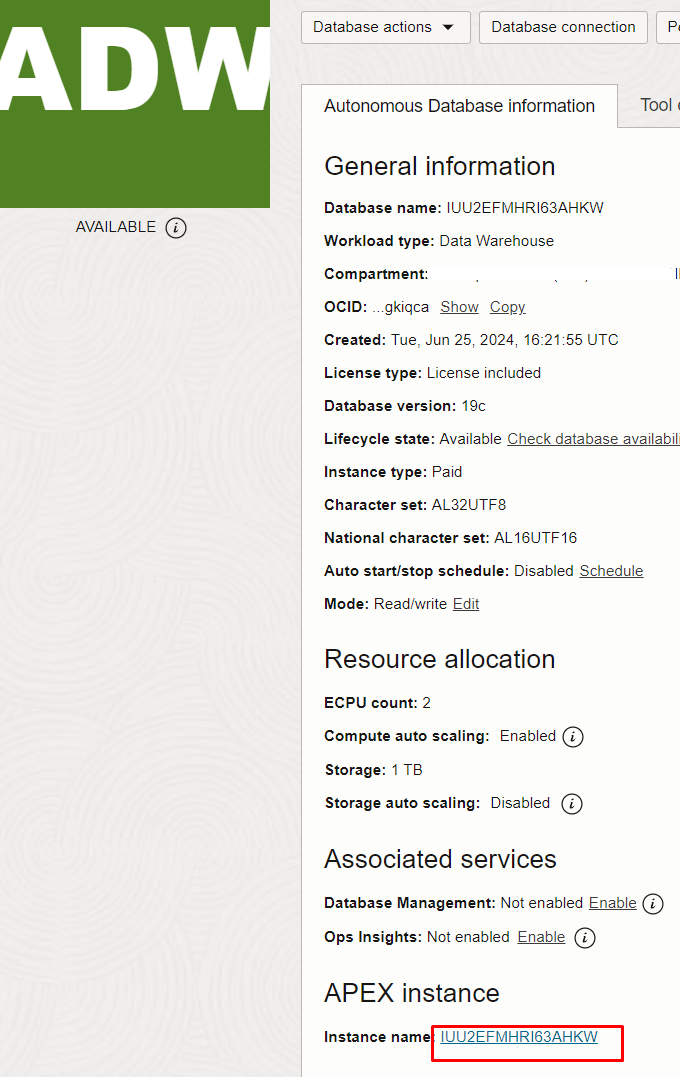 ADW
AVAILABLE
Database actions
Database connection
Autonomous Database information
Tool
General information
Database name: IUU2EFMHRI63AHKW
Workload type: Data Warehouse
Compartment:
OCID: ...gkiqca Show Copy
Created: Tue, Jun 25, 2024, 16:21:55 UTC
License type: License included
Database version: 19c
Lifecycle state: Available Check database availabili
Instance type: Paid
Character set: AL32UTF8
National character set: AL16UTF16
Auto start/stop schedule: Disabled Schedule
Mode: Read/write Edit
Resource allocation
ECPU count: 2
Compute auto scaling: Enabled
Storage: 1 TB
Storage auto scaling: Disabled
Associated services
Database Management: Not enabled Enable
Ops Insights: Not enabled Enable
APEX instance
Instance name: IUU2EFMHRI63AHKW